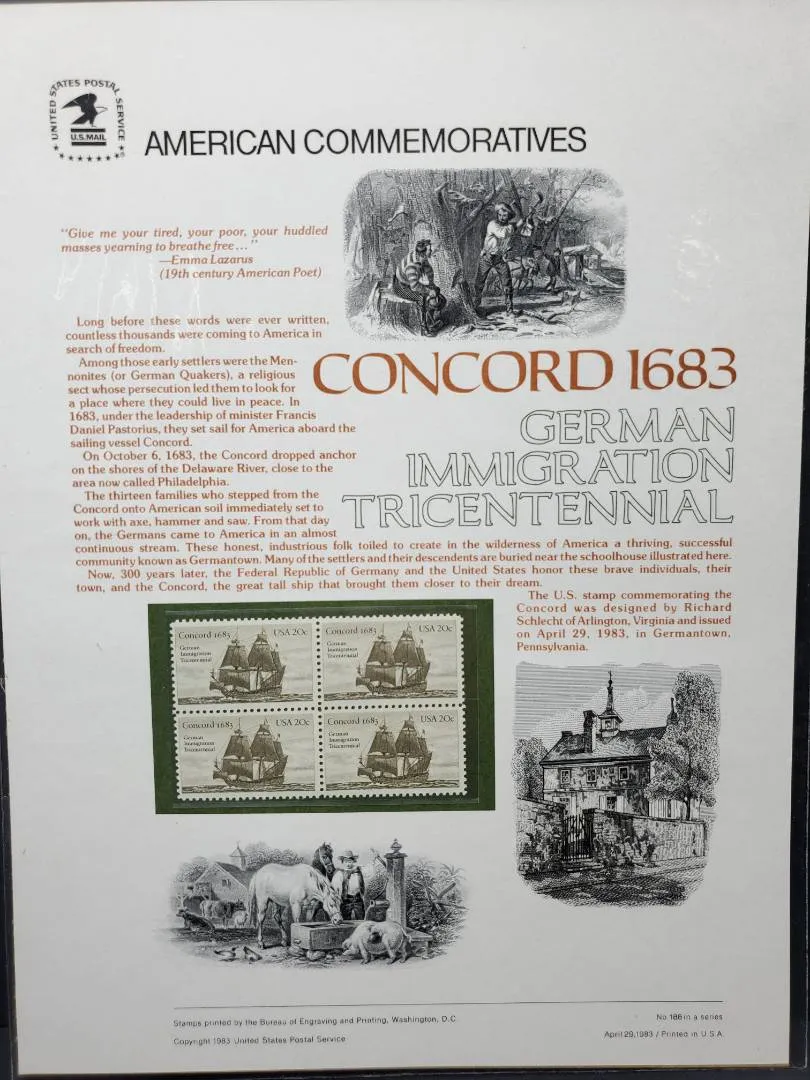 UNITED STATES POSTAL SERVICE
U.S.MAIL
AMERICAN COMMEMORATIVES
"Give me your tired, your poor, your huddled
masses yearning to breathe free..."
—Emma Lazarus
(19th century American Poet)
Long before these words were ever written,
countless thousands were coming to America in
search of freedom.
Among those early settlers were the Men-
nonites (or German Quakers), a religious
sect whose persecution led them to look for
a place where they could live in peace. In
1683, under the leadership of minister Francis
Daniel Pastorius, they set sail for America aboard the
sailing vessel Concord.
On October 6, 1683, the Concord dropped anchor
on the shores of the Delaware River, close to the
area now called Philadelphia.
The thirteen families who stepped from the
Concord onto American soil immediately set to
work with axe, hammer and saw. From that day
on, the Germans came to America in an almost
continuous stream. These honest, industrious folk toiled to create in the wilderness of America a thriving, successful
community known as Germantown. Many of the settlers and their descendents are buried near the schoolhouse illustrated here.
Now, 300 years later, the Federal Republic of Germany and the United States honor these brave individuals, their
town, and the Concord, the great tall ship that brought them closer to their dream.
CONCORD 1683
GERMAN
IMMIGRATION
TRICENTENNIAL
The U.S. stamp commemorating the
Concord was designed by Richard
Schlecht of Arlington, Virginia and issued
on April 29, 1983, in Germantown,
Pennsylvania.
Concord 1683 USA 20c
German
Immigration
Tricentennial
Concord 1683 USA 20c
German
Immigration
Tricentennial
Concord 1683 USA 20c
German
Immigration
Tricentennial
Concord 1683 USA 20c
German
Immigration
Tricentennial
Stamps printed by the Bureau of Engraving and Printing, Washington, D.C.
Copyright 1983 United States Postal Service
No. 186 in a series
April 29, 1983 / Printed in U.S.A.